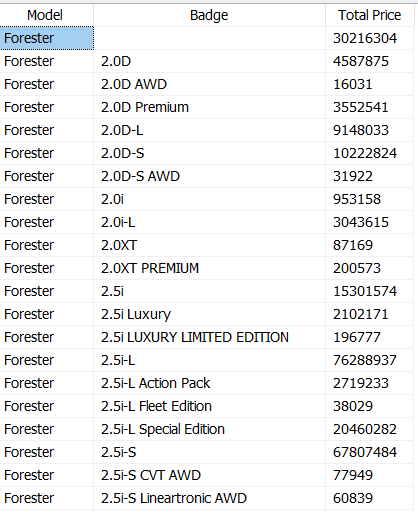 Model Badge Total Price
Forester 30216304
Forester 2.0D 4587875
Forester 2.0D AWD 16031
Forester 2.0D Premium 3552541
Forester 2.0D-L 9148033
Forester 2.0D-S 10222824
Forester 2.0D-S AWD 31922
Forester 2.0i 953158
Forester 2.0i-L 3043615
Forester 2.0XT 87169
Forester 2.0XT PREMIUM 200573
Forester 2.5i 15301574
Forester 2.5i Luxury 2102171
Forester 2.5i LUXURY LIMITED EDITION 196777
Forester 2.5i-L 76288937
Forester 2.5i-L Action Pack 2719233
Forester 2.5i-L Fleet Edition 38029
Forester 2.5i-L Special Edition 20460282
Forester 2.5i-S 67807484
Forester 2.5i-S CVT AWD 77949
Forester 2.5i-S Lineartronic AWD 60839